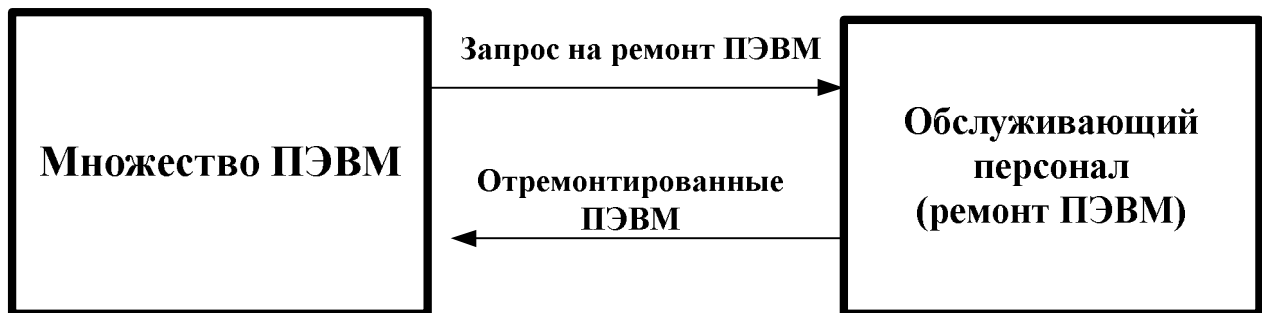 Множество ПЭВМ
Запрос на ремонт ПЭВМ
Отремонтированные
ПЭВМ
Обслуживающий
персонал
(ремонт ПЭВМ)